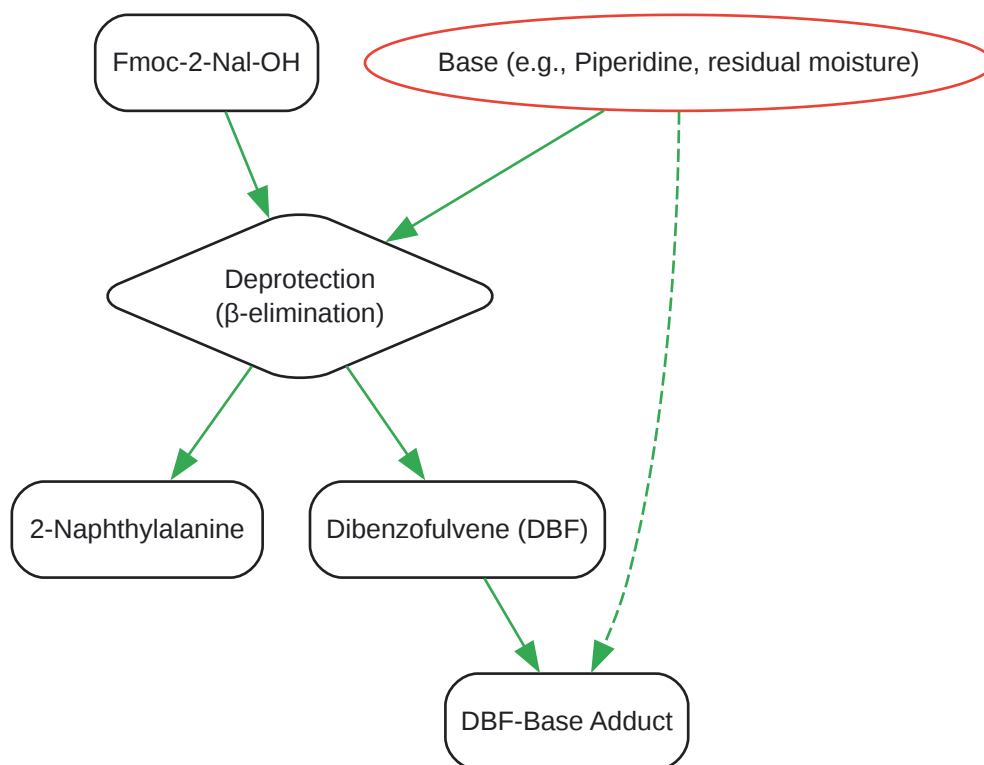 Fmoc-2-Nal-OH
Base (e.g., Piperidine, residual moisture)
Deprotection
(β-elimination)
2-Naphthylalanine
Dibenzofulvene (DBF)
DBF-Base Adduct